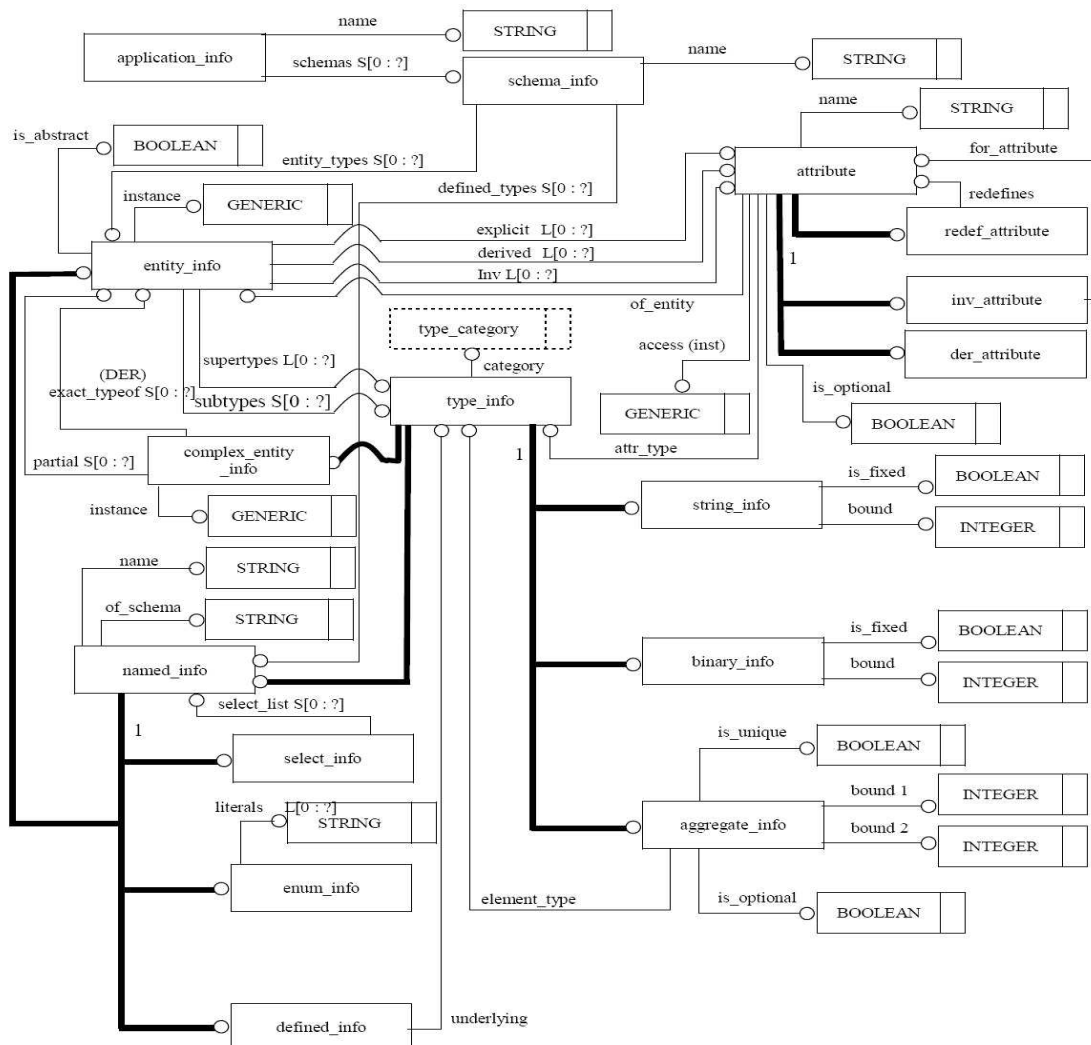 name
STRING
application_info
schemas S[0 : ?]
schema_info
name
STRING
name
STRING
is_abstract
BOOLEAN
entity_types S[0 : ?]
for_attribute
attribute
instance
GENERIC
defined_types S[0 : ?]
redefines
explicit L[0 : ?]
redef_attribute
derived L[0 : ?]
1
entity_info
Inv L[0 : ?]
inv_attribute
of_entity
type_category
access (inst)
der_attribute
supertypes L[0 : ?]
category
(DER)
exact_typeof S[0 : ?]
is_optional
subtypes S[0 : ?]
type_info
GENERIC
BOOLEAN
complex_entity
_info
1
attr_type
partial S[0 : ?]
is_fixed
BOOLEAN
string_info
instance
GENERIC
bound
INTEGER
name
STRING
of_schema
STRING
is_fixed
BOOLEAN
named_info
binary_info
bound
INTEGER
select_list S[0 : ?]
1
is_unique
BOOLEAN
select_info
bound 1
INTEGER
literals L[0 : ?]
STRING
aggregate_info
bound 2
INTEGER
enum_info
element_type
is_optional
BOOLEAN
defined_info
underlying